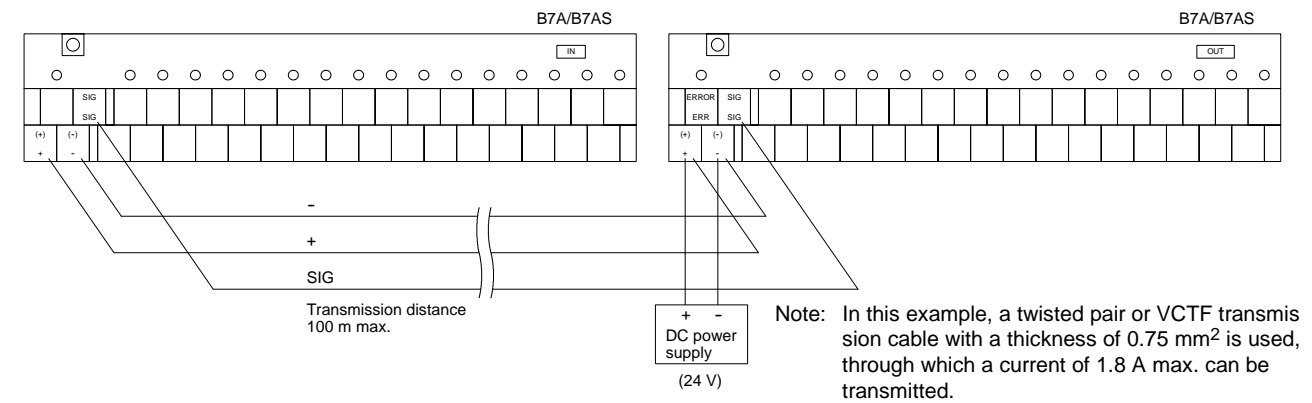 B7A/B7AS
B7A/B7AS
IN
OUT
SIG
ERROR SIG
SIG
ERR SIG
(+) (-)
(+) (-)
+ -
+ -
-
+
SIG
Transmission distance
100 m max.
+ -
DC power
supply
(24 V)
Note: In this example, a twisted pair or VCTF transmis
sion cable with a thickness of 0.75 mm2 is used,
through which a current of 1.8 A max. can be
transmitted.